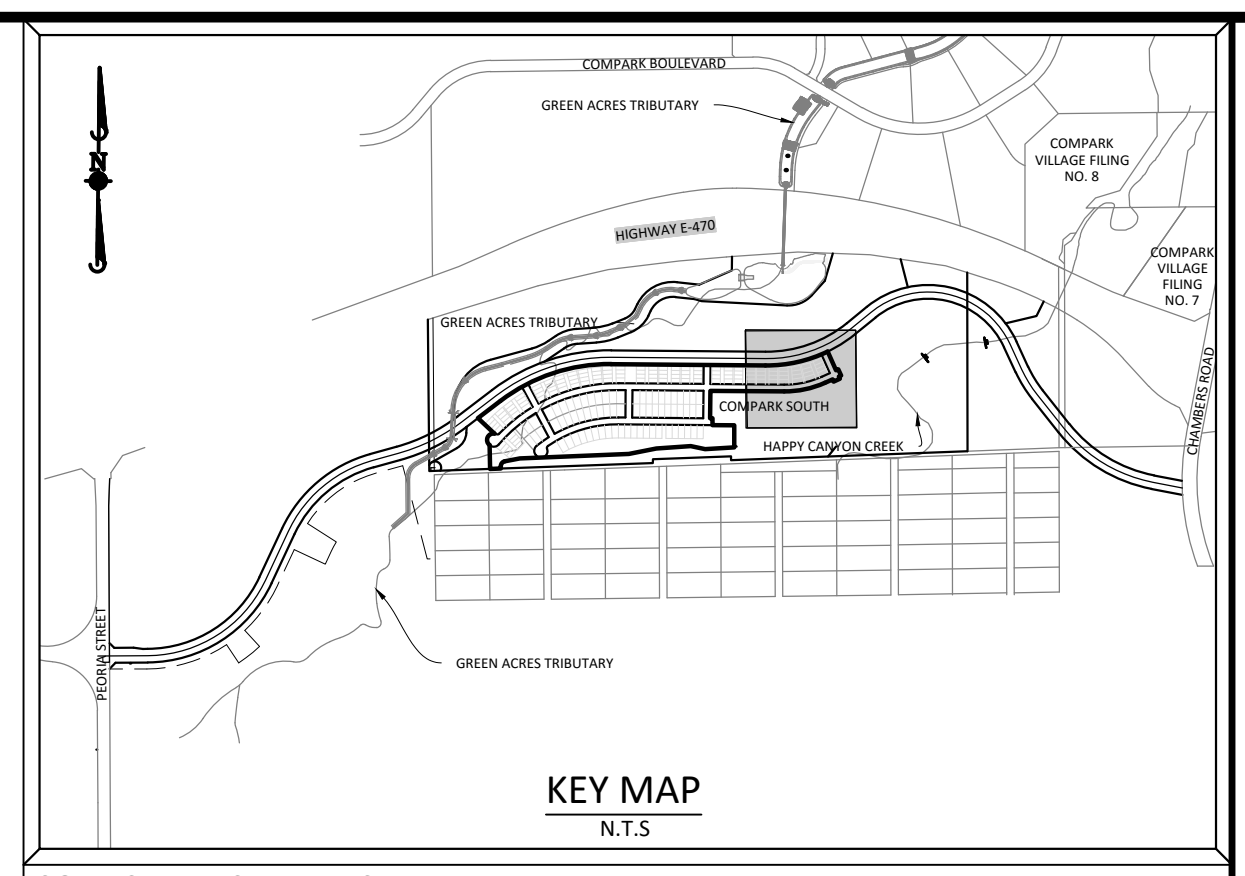 COMPARK BOULEVARD
GREEN ACRES TRIBUTARY
COMPARK
VILLAGE FILING
NO. 8
N
HIGHWAY E-470
COMPARK
VILLAGE
FILING
NO. 7
GREEN ACRES TRIBUTARY
CHAMBERS ROAD
COMPARK SOUTH
HAPPY CANYON CREEK
PEORIA STREET
GREEN ACRES TRIBUTARY
KEY MAP
N.T.S